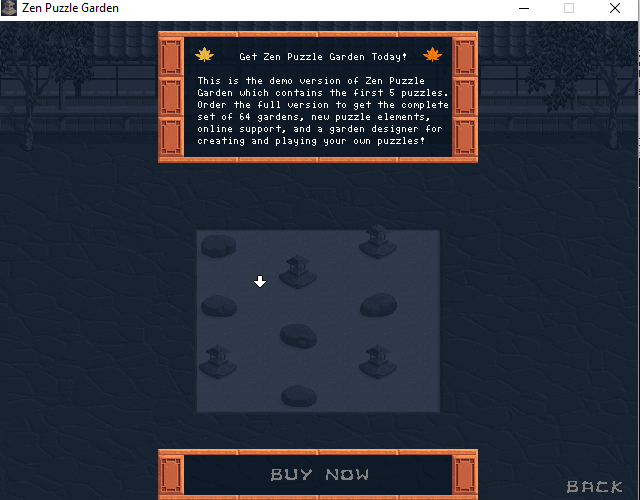 Zen Puzzle Garden
Get Zen Puzzle Garden Today!
This is the demo version of Zen Puzzle
Garden which contains the first 5 puzzles.
Order the full version to get the complete
set of 64 gardens, new puzzle elements,
online support, and a garden designer for
creating and playing your own puzzles!
BUY NOW
BACK